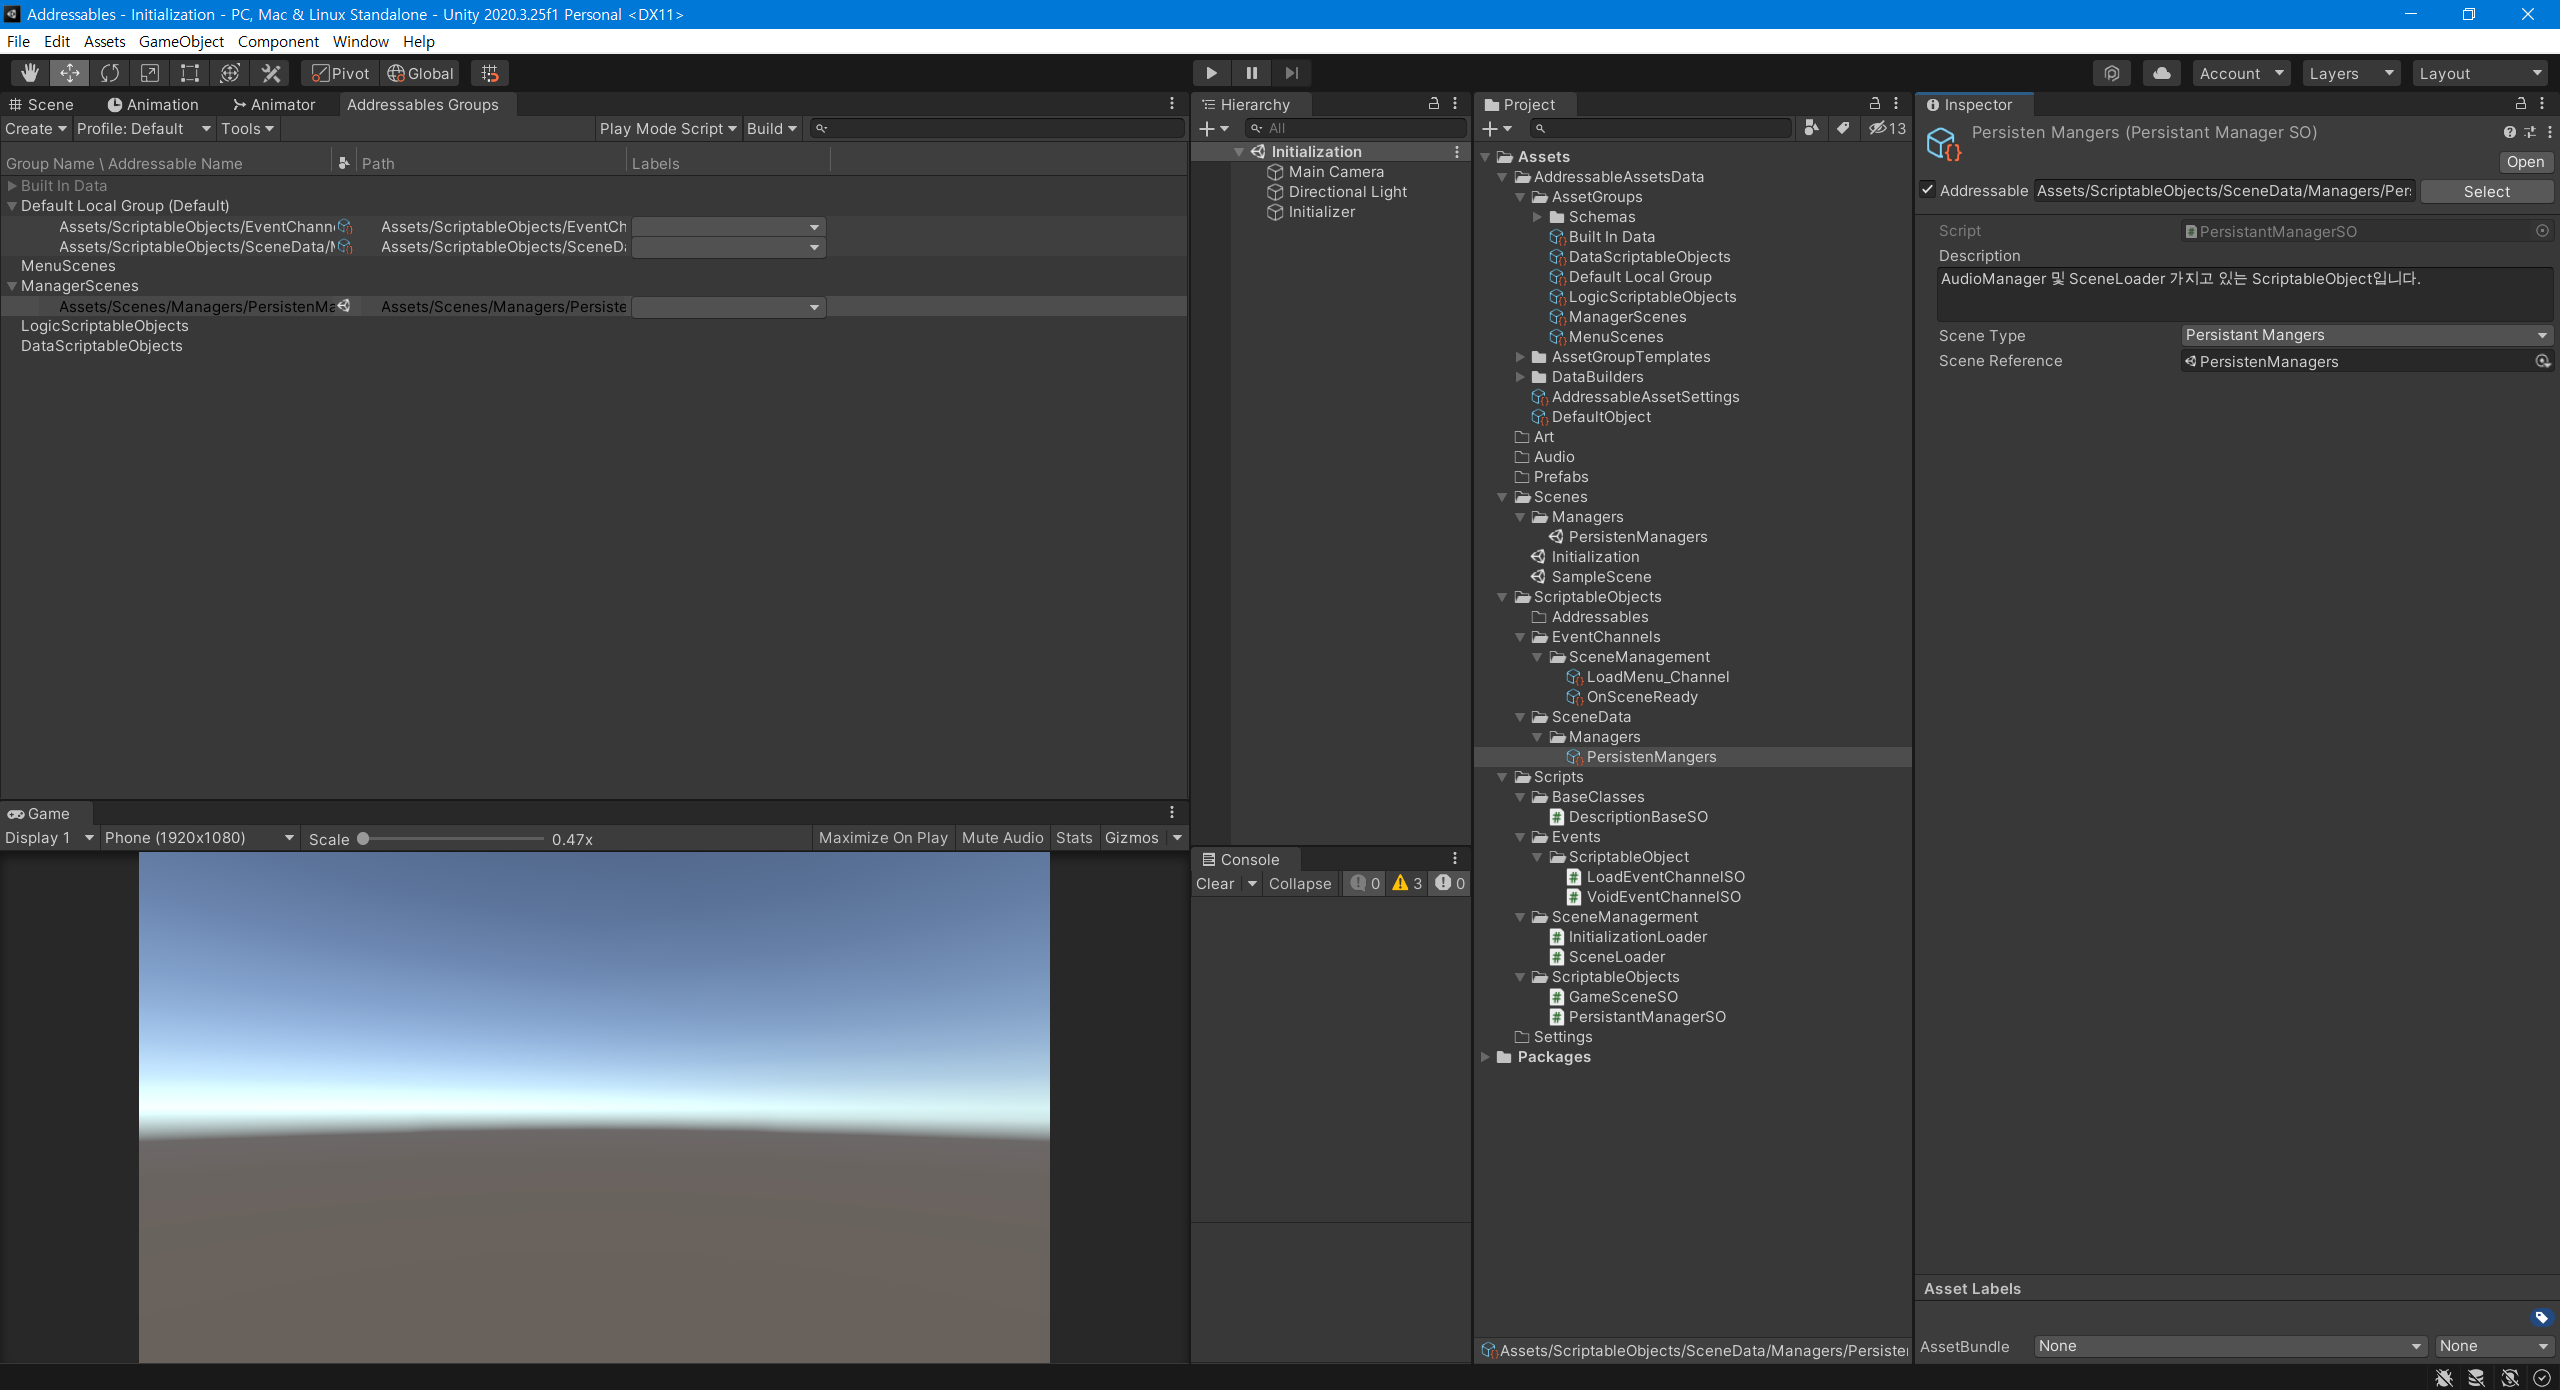 Addressables - Initialization - PC, Mac & Linux Standalone - Unity 2020.3.25f1 Personal <DX11>
File Edit Assets GameObject Component Window Help
Pivot Global Account Layers Layout
Scene Animation Animator Addressables Groups
Create Profile: Default Tools Play Mode Script Build
Group Name \ Addressable Name Path Labels
Built In Data
Default Local Group (Default)
Assets/ScriptableObjects/EventChann Assets/ScriptableObjects/EventCh
Assets/ScriptableObjects/SceneData/M Assets/ScriptableObjects/SceneDa
MenuScenes
ManagerScenes
Assets/Scenes/Managers/PersistenMa Assets/Scenes/Managers/Persiste
LogicScriptableObjects
DataScriptableObjects
Game
Display 1 Phone (1920x1080) Scale 0.47x Maximize On Play Mute Audio Stats Gizmos
Hierarchy
All
Initialization
Main Camera
Directional Light
Initializer
Console
Clear Collapse 0 3 0
Project
13
Assets
AddressableAssetsData
AssetGroups
Schemas
Built In Data
DataScriptableObjects
Default Local Group
LogicScriptableObjects
ManagerScenes
MenuScenes
AssetGroupTemplates
DataBuilders
AddressableAssetSettings
DefaultObject
Art
Audio
Prefabs
Scenes
Managers
PersistenManagers
Initialization
SampleScene
ScriptableObjects
Addressables
EventChannels
SceneManagement
LoadMenu_Channel
OnSceneReady
SceneData
Managers
PersistenMangers
Scripts
BaseClasses
DescriptionBaseSO
Events
ScriptableObject
LoadEventChannelSO
VoidEventChannelSO
SceneManagerment
InitializationLoader
SceneLoader
ScriptableObjects
GameSceneSO
PersistantManagerSO
Settings
Packages
Assets/ScriptableObjects/SceneData/Managers/Persister
Inspector
Persisten Mangers (Persistant Manager SO)
Open
Addressable Assets/ScriptableObjects/SceneData/Managers/Pers Select
Script PersistantManagerSO
Description
AudioManager 및 SceneLoader 가지고 있는 ScriptableObject입니다.
Scene Type Persistant Mangers
Scene Reference PersistenManagers
Asset Labels
AssetBundle None None